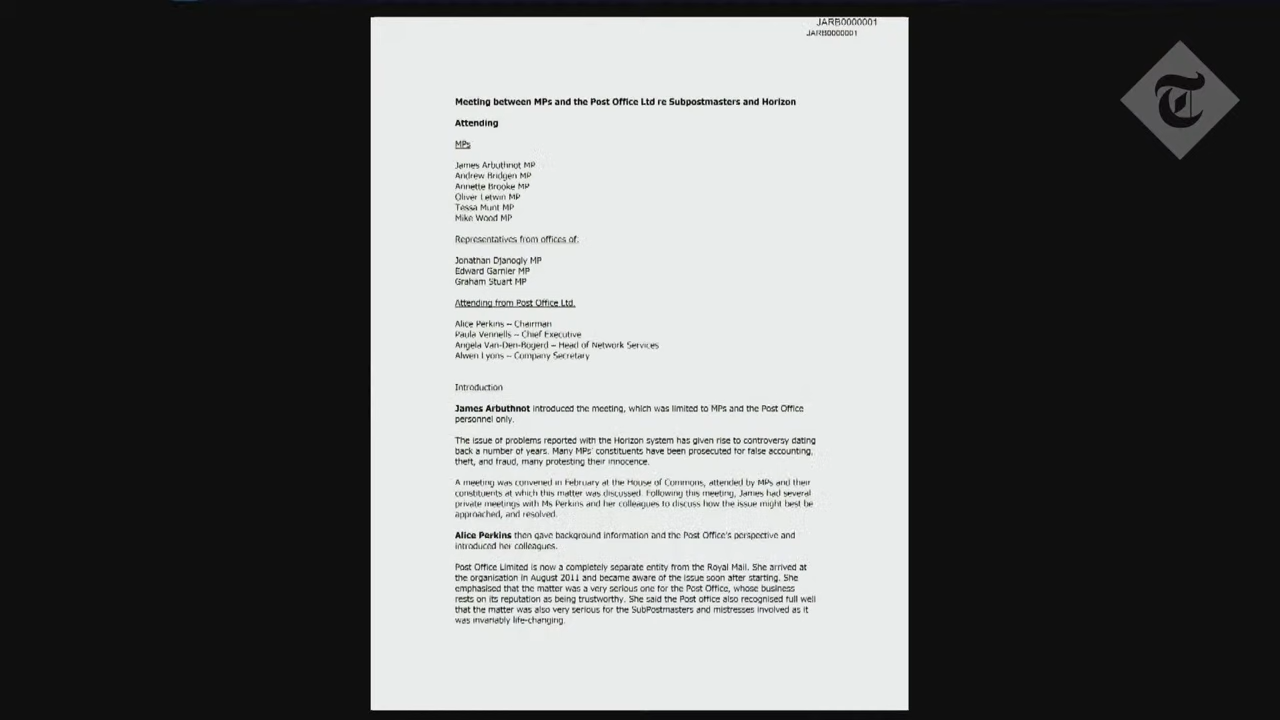 JARB0000001
JARB0000001
Meeting between MPs and the Post Office Ltd re Subpostmasters and Horizon
Attending
MPs
James Arbuthnot MP
Andrew Bridgen MP
Annette Brooke MP
Oliver Letwin MP
Tessa Munt MP
Mike Wood MP
Representatives from offices of:
Jonathan Djanogly MP
Edward Garnier MP
Graham Stuart MP
Attending from Post Office Ltd.
Alice Perkins – Chairman
Paula Vennells – Chief Executive
Angela Van-Den-Bogerd – Head of Network Services
Alwen Lyons – Company Secretary
Introduction
James Arbuthnot introduced the meeting, which was limited to MPs and the Post Office
personnel only.
The issue of problems reported with the Horizon system has given rise to controversy dating
back a number of years. Many MPs' constituents have been prosecuted for false accounting,
theft, and fraud, many protesting their innocence.
A meeting was convened in February at the House of Commons, attended by MPs and their
constituents at which this matter was discussed. Following this meeting, James had several
private meetings with Ms Perkins and her colleagues to discuss how the issue might best be
approached, and resolved.
Alice Perkins then gave background information and the Post Office's perspective and
introduced her colleagues.
Post Office Limited is now a completely separate entity from the Royal Mail. She arrived at
the organisation in August 2011 and became aware of the issue soon after starting. She
emphasised that the matter was a very serious one for the Post Office, whose business
rests on its reputation as being trustworthy. She said the Post office also recognised full well
that the matter was also very serious for the SubPostmasters and mistresses involved as it
was invariably life-changing.
T